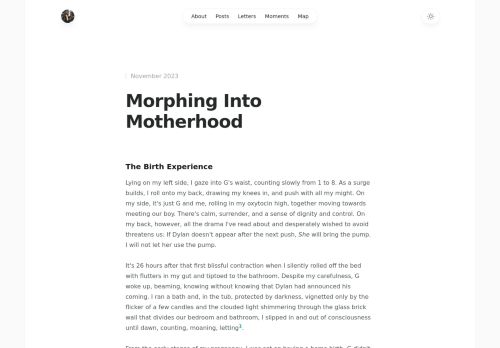 About Posts Letters Moments Map
November 2023
Morphing Into
Motherhood
The Birth Experience
Lying on my left side, I gaze into G's waist, counting slowly from 1 to 8. As a surge
builds, I roll onto my back, drawing my knees in, and push with all my might. On
my side, it's just G and me, rolling in my oxytocin high, together moving towards
meeting our boy. There's calm, surrender, and a sense of dignity and control. On
my back, however, all the drama I've read about and desperately wished to avoid
threatens us: If Dylan doesn't appear after the next push, She will bring the pump.
I will not let her use the pump.
It's 26 hours after that first blissful contraction when I silently rolled off the bed
with flutters in my gut and tiptoed to the bathroom. Despite my carefulness, G
woke up, beaming, knowing without knowing that Dylan had announced his
coming. I ran a bath and, in the tub, protected by darkness, vignetted only by the
flicker of a few candles and the clouded light shimmering through the glass brick
wall that divides our bedroom and bathroom, I slipped in and out of consciousness
until dawn, counting, moaning, letting